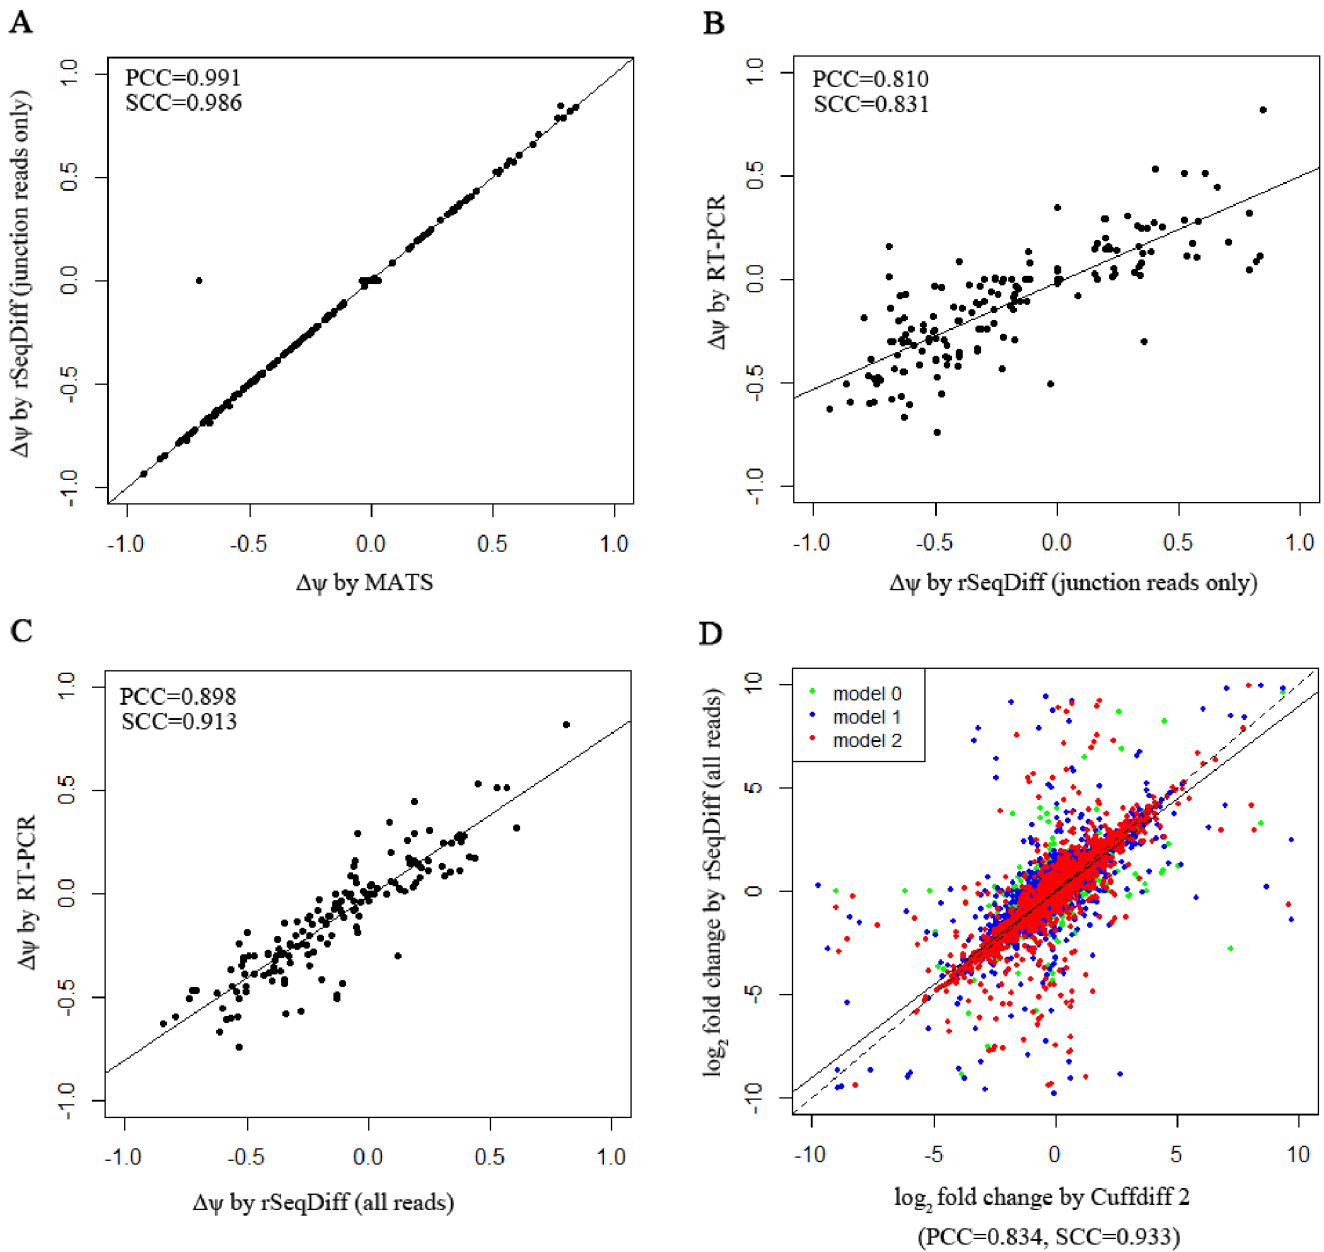 A
PCC=0.991
SCC=0.986
1.0
0.5
0.0
-0.5
-1.0
Δψ by rSeqDiff (junction reads only)
-1.0 -0.5 0.0 0.5 1.0
Δψ by MATS
B
PCC=0.810
SCC=0.831
1.0
0.5
0.0
-0.5
-1.0
Δψ by RT-PCR
-1.0 -0.5 0.0 0.5 1.0
Δψ by rSeqDiff (junction reads only)
C
PCC=0.898
SCC=0.913
1.0
0.5
0.0
-0.5
-1.0
Δψ by RT-PCR
-1.0 -0.5 0.0 0.5 1.0
Δψ by rSeqDiff (all reads)
D
model 0
model 1
model 2
10
5
0
-5
-10
log₂ fold change by rSeqDiff (all reads)
-10 -5 0 5 10
log₂ fold change by Cuffdiff 2
(PCC=0.834, SCC=0.933)